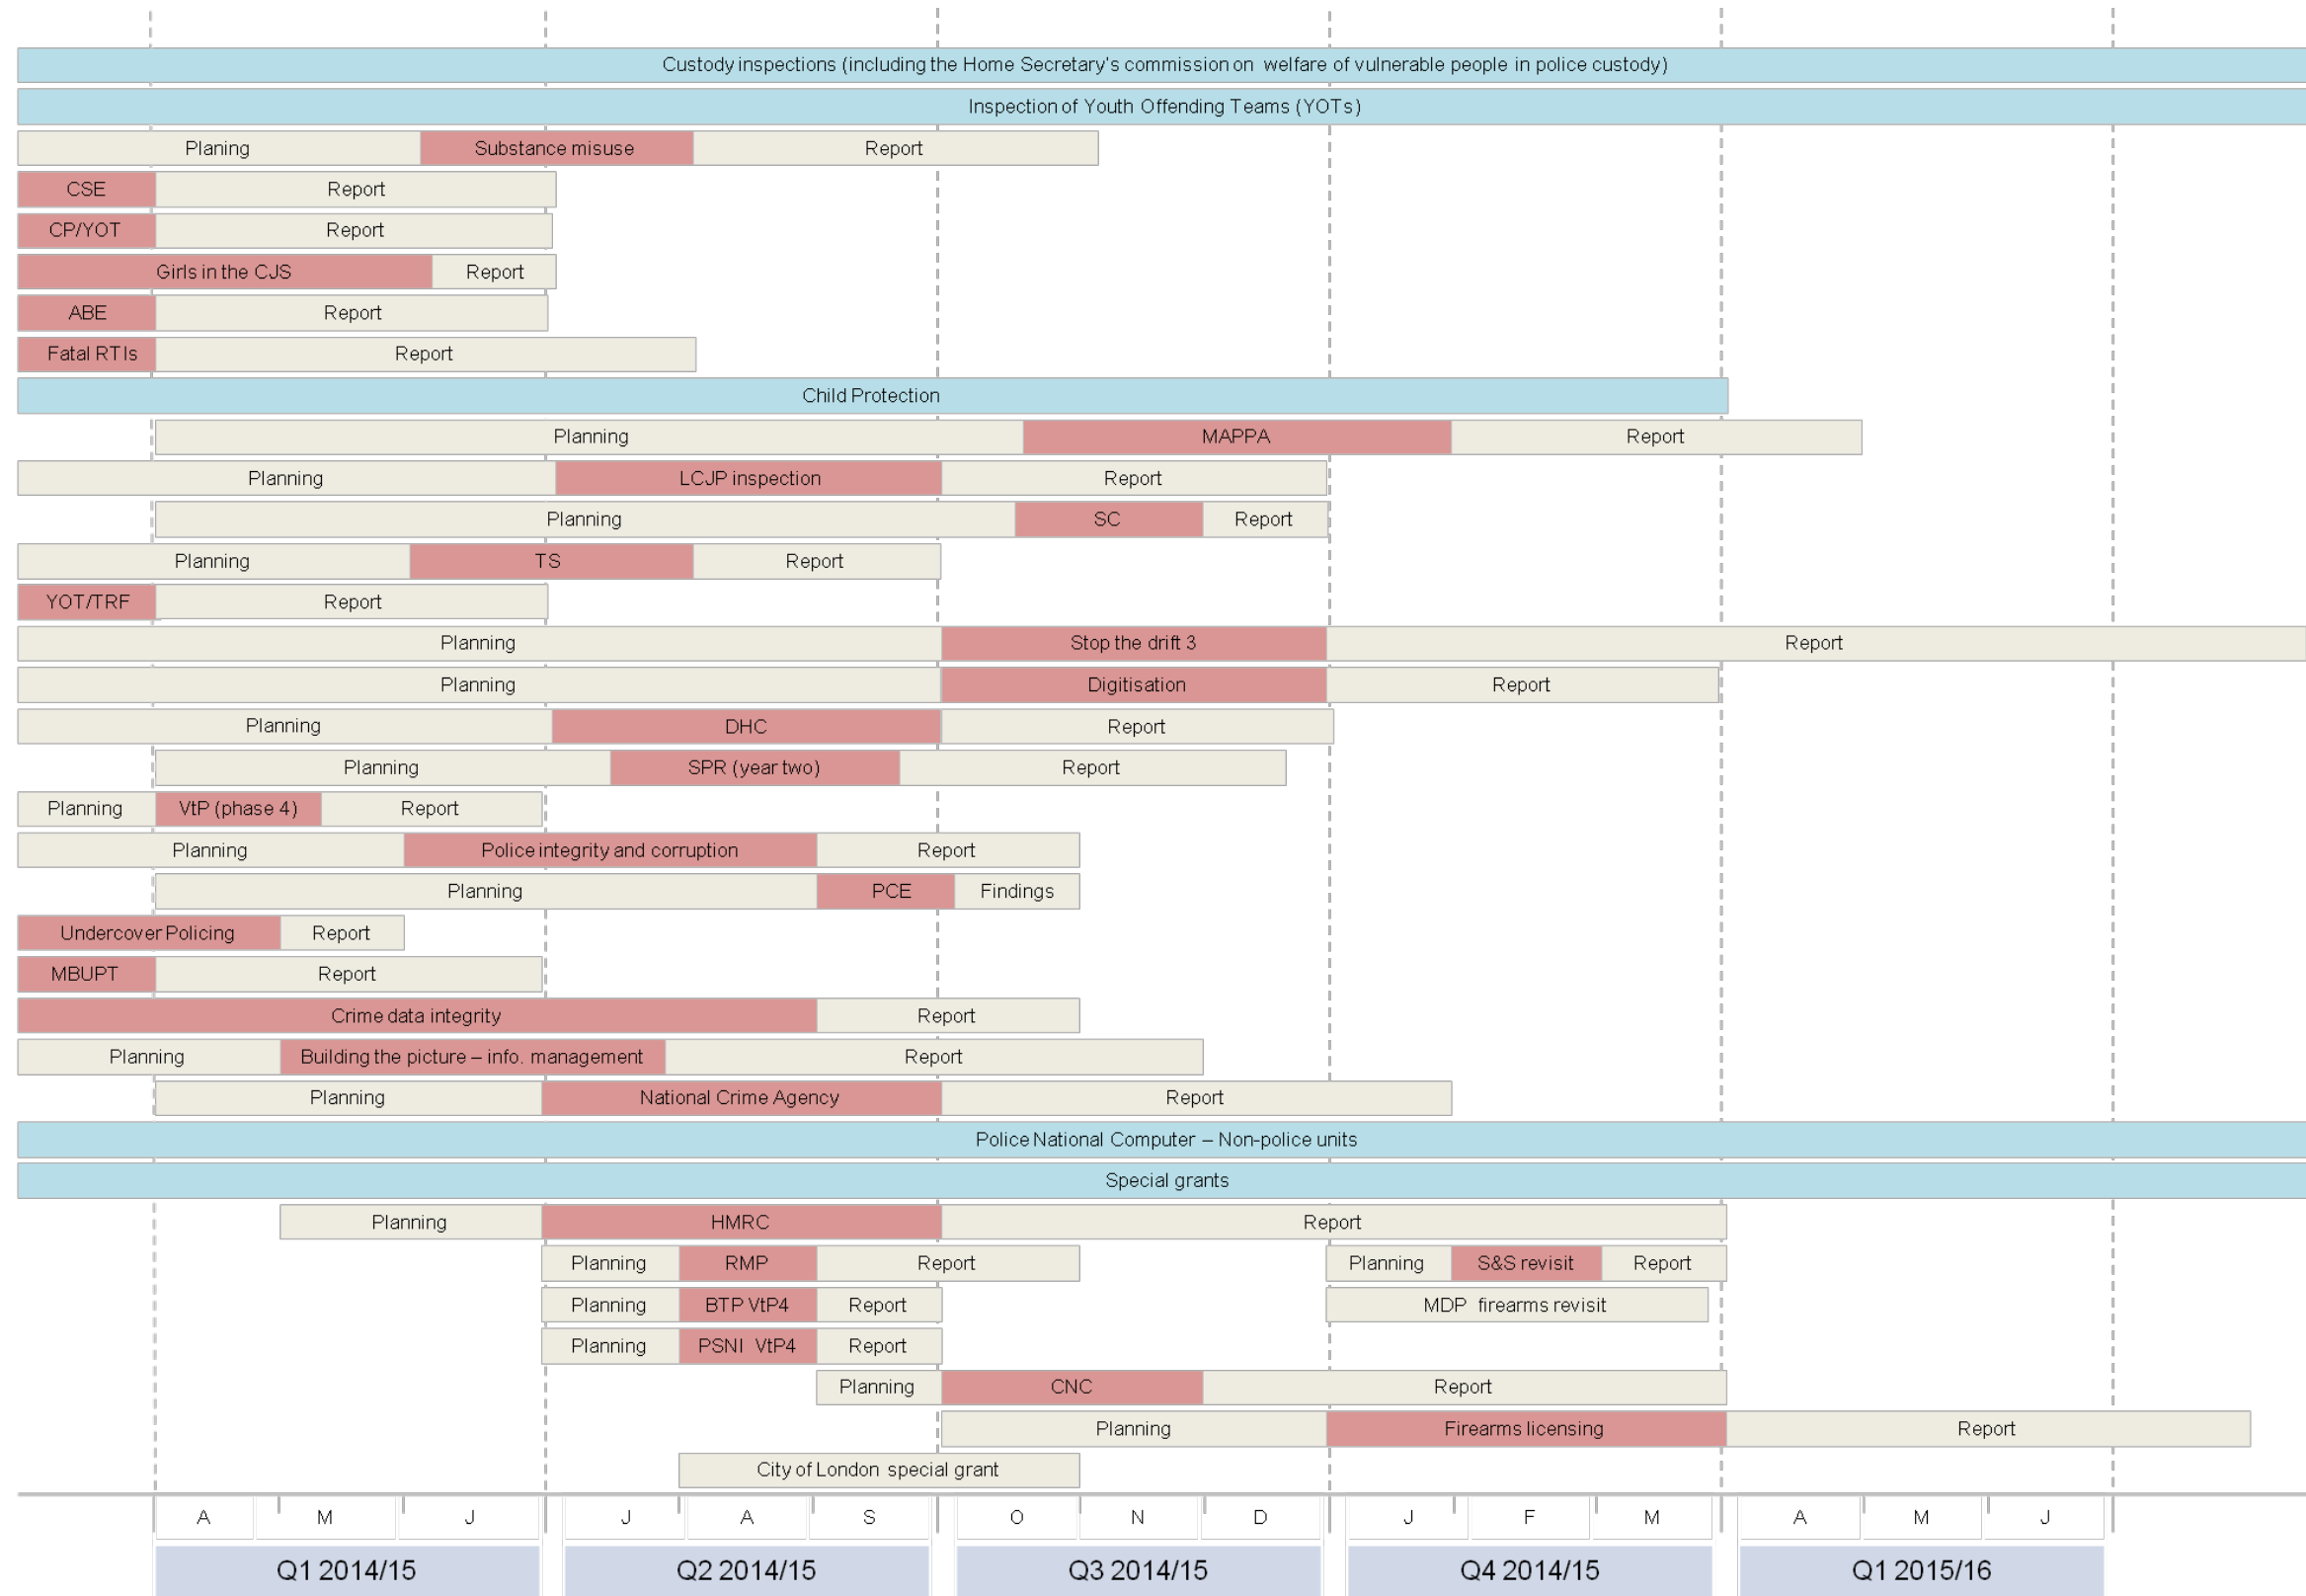 Custody inspections (including the Home Secretary's commission on welfare of vulnerable people in police custody)
Inspection of Youth Offending Teams (YOTs)
Planing Substance misuse Report
CSE Report
CP/YOT Report
Girls in the CJS Report
ABE Report
Fatal RTIs Report
Child Protection
Planning MAPPA Report
Planning LCJP inspection Report
Planning SC Report
Planning TS Report
YOT/TRF Report
Planning Stop the drift 3 Report
Planning Digitisation Report
Planning DHC Report
Planning SPR (year two) Report
Planning VtP (phase 4) Report
Planning Police integrity and corruption Report
Planning PCE Findings
Undercover Policing Report
MBUPT Report
Crime data integrity Report
Planning Building the picture – info. management Report
Planning National Crime Agency Report
Police National Computer – Non-police units
Special grants
Planning HMRC Report
Planning RMP Report Planning S&S revisit Report
Planning BTP VtP4 Report MDP firearms revisit
Planning PSNI VtP4 Report
Planning CNC Report
Planning Firearms licensing Report
City of London special grant
A M J J A S O N D J F M A M J
Q1 2014/15 Q2 2014/15 Q3 2014/15 Q4 2014/15 Q1 2015/16